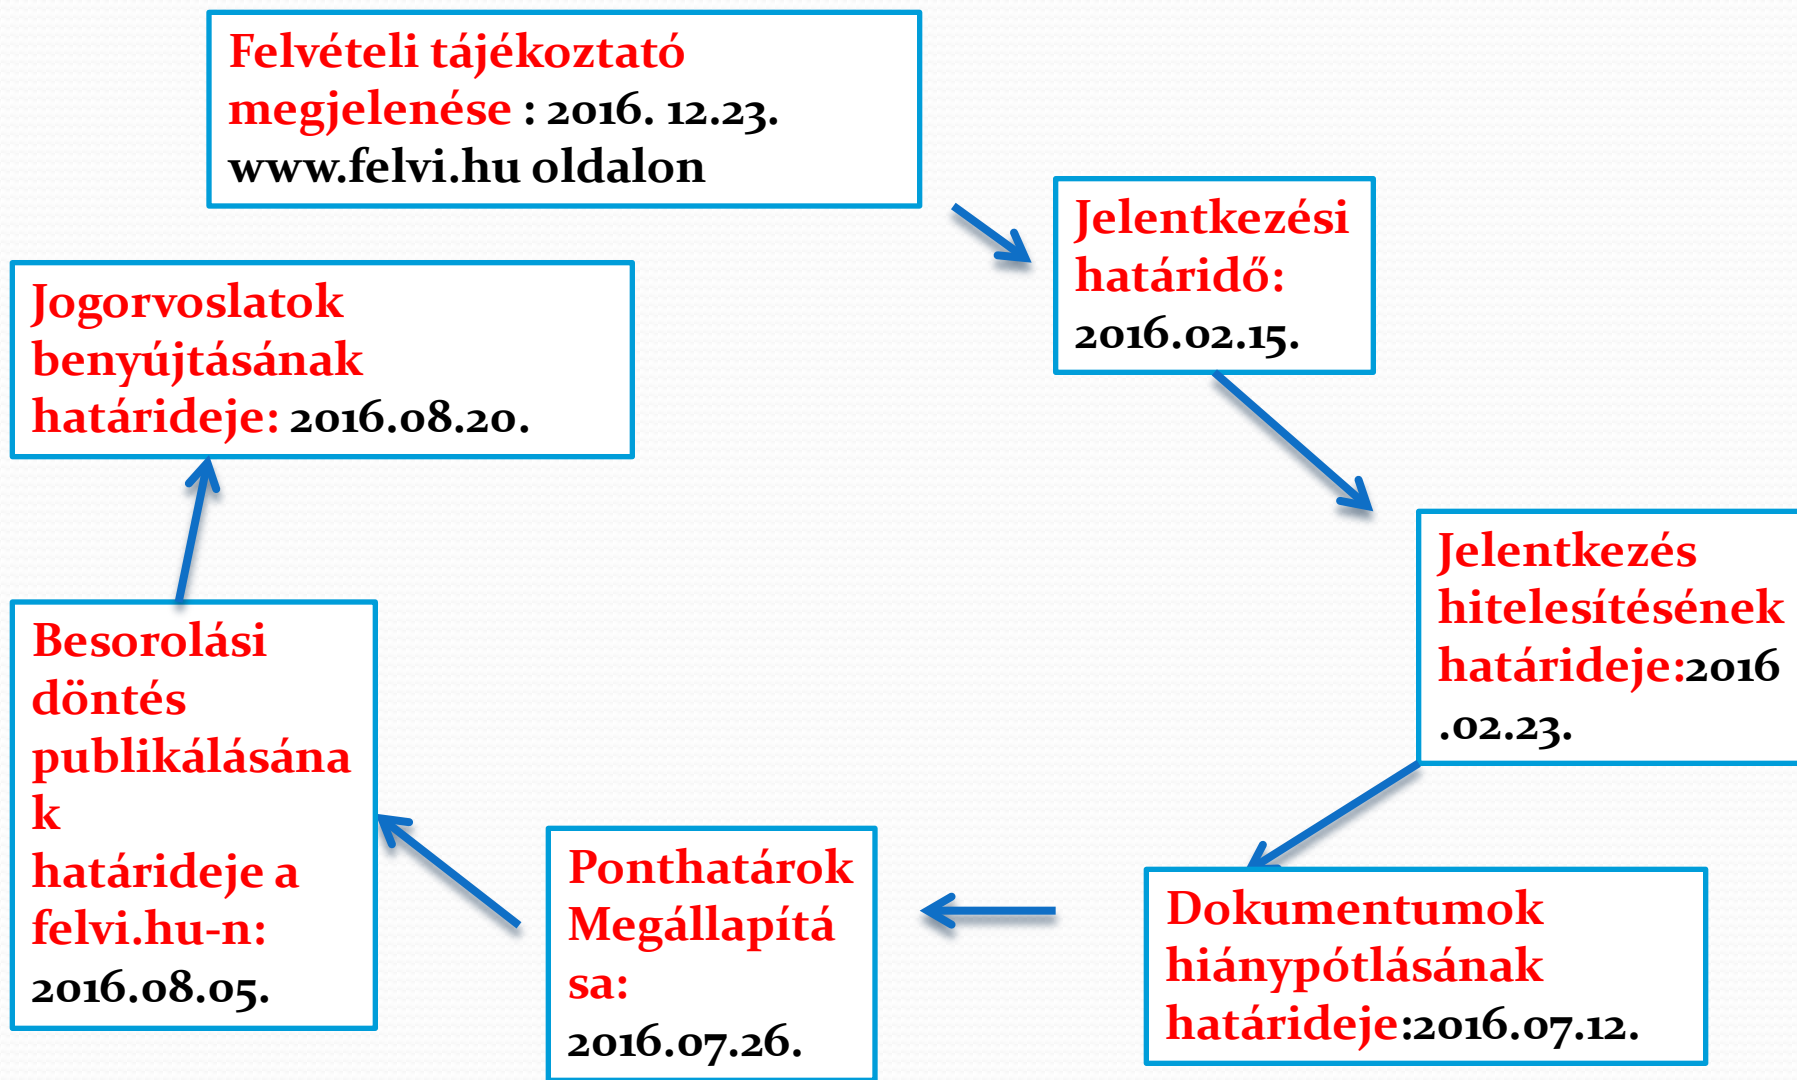 Felvételi tájékoztató
megjelenése : 2016. 12.23.
www.felvi.hu oldalon
Jelentkezési
határidő:
2016.02.15.
Jelentkezés
hitelesítésének
határideje:2016
.02.23.
Dokumentumok
hiánypótlásának
határideje:2016.07.12.
Ponthatárok
Megállapítá
sa:
2016.07.26.
Besorolási
döntés
publikálásána
k
határideje a
felvi.hu-n:
2016.08.05.
Jogorvoslatok
benyújtásának
határideje: 2016.08.20.